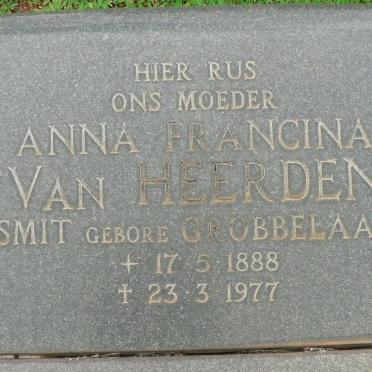 HIER RUS
ONS MOEDER
ANNA FRANCINA
VAN HEERDEN
SMIT GEBORE GROBBELAA
+ 17·5·1888
† 23·3·1977